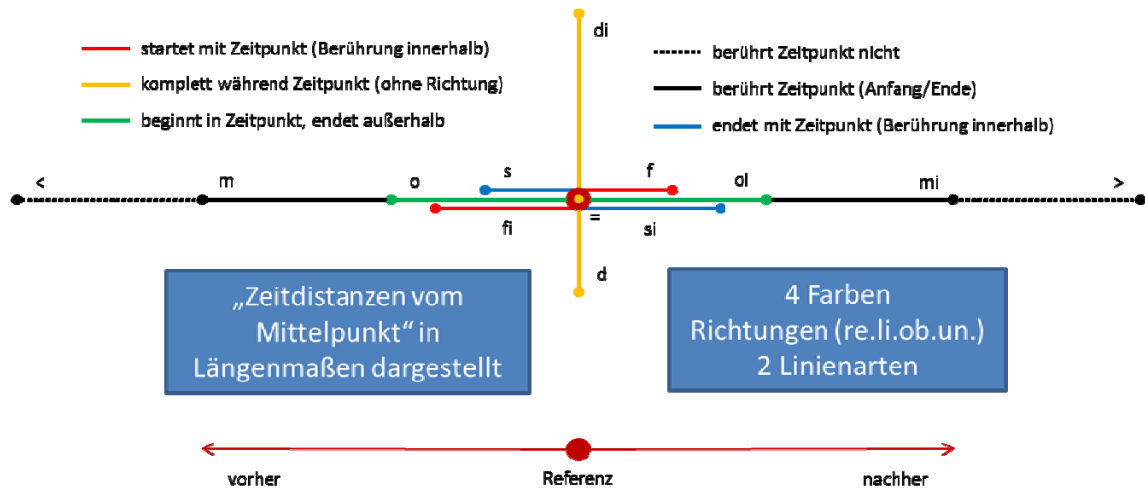 di
startet mit Zeitpunkt (Berührung innerhalb)
komplett während Zeitpunkt (ohne Richtung)
beginnt in Zeitpunkt, endet außerhalb
berührt Zeitpunkt nicht
berührt Zeitpunkt (Anfang/Ende)
endet mit Zeitpunkt (Berührung innerhalb)
< m o s f oi mi >
fi = si
d
„Zeitdistanzen vom
Mittelpunkt“ in
Längenmaßen dargestellt
4 Farben
Richtungen (re.li.ob.un.)
2 Linienarten
vorher Referenz nachher